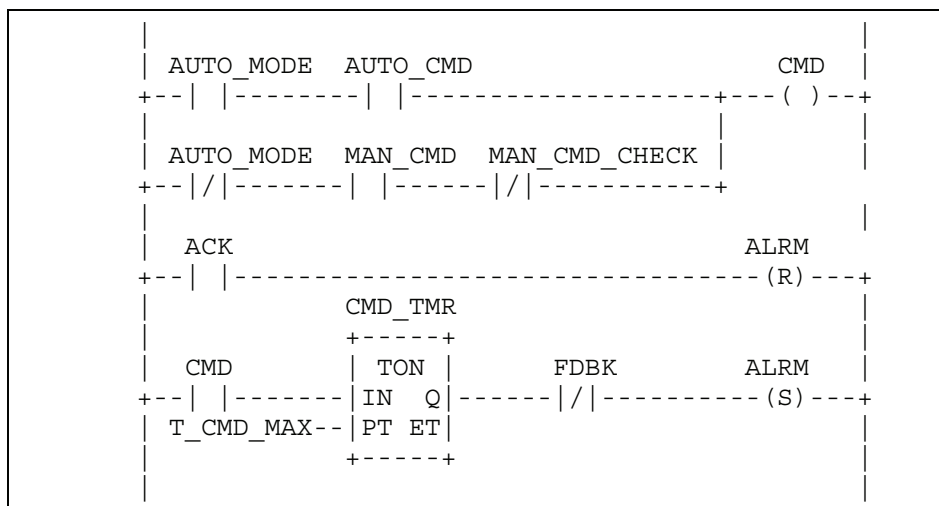 AUTO_MODE AUTO_CMD CMD
+--| |--------| |-------------------+---( )--+
AUTO_MODE MAN_CMD MAN_CMD_CHECK
+--|/|-------| |------|/|-----------+
ACK ALRM
+--| |---------------------------------(R)---+
CMD_TMR
+-----+
CMD | TON | FDBK ALRM
+--| |-------|IN Q|------|/|----------(S)---+
T_CMD_MAX--|PT ET|
+-----+